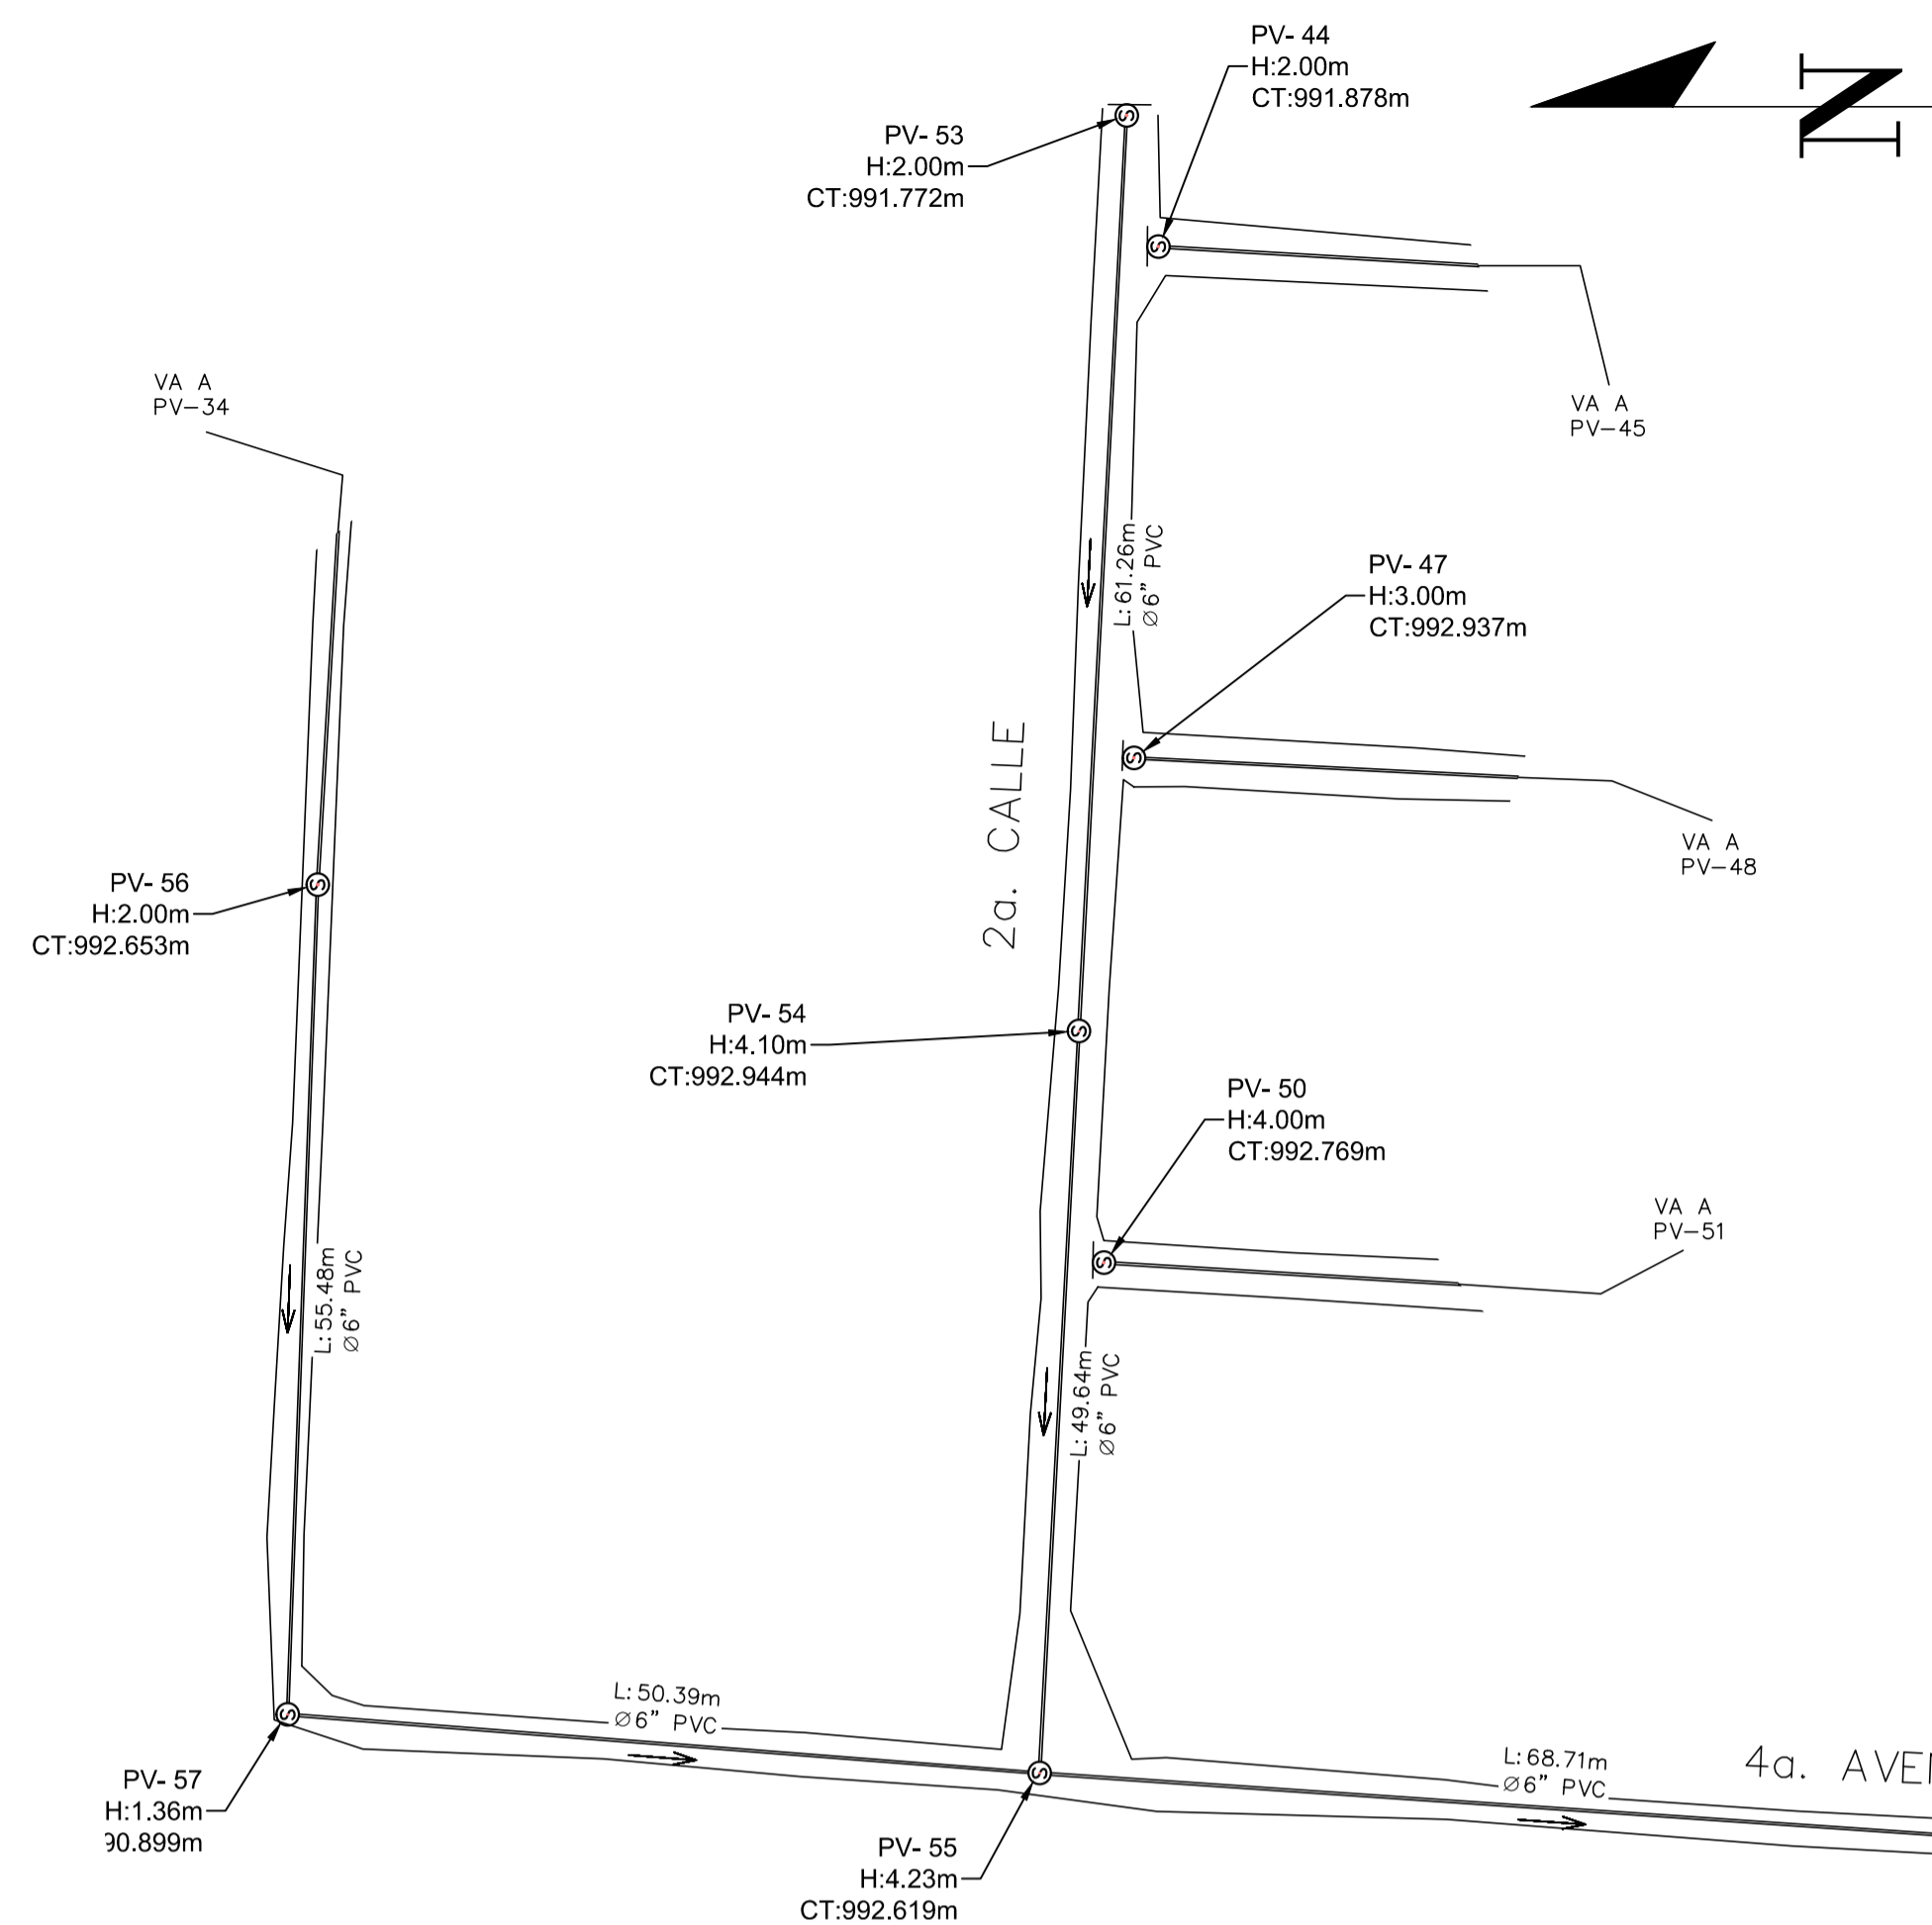 PV- 44
H:2.00m
CT:991.878m
N
PV- 53
H:2.00m
CT:991.772m
VA A
PV-34
VA A
PV-45
L:61.26m
Ø6" PVC
PV- 47
H:3.00m
CT:992.937m
2a. CALLE
VA A
PV-48
PV- 56
H:2.00m
CT:992.653m
PV- 54
H:4.10m
CT:992.944m
PV- 50
H:4.00m
CT:992.769m
VA A
PV-51
L:55.48m
Ø6" PVC
L:49.64m
Ø6" PVC
L:50.39m
Ø6" PVC
L:68.71m
Ø6" PVC
4a.
PV- 57
H:1.36m
90.899m
PV- 55
H:4.23m
CT:992.619m
S
S
S
S
S
S
S
S